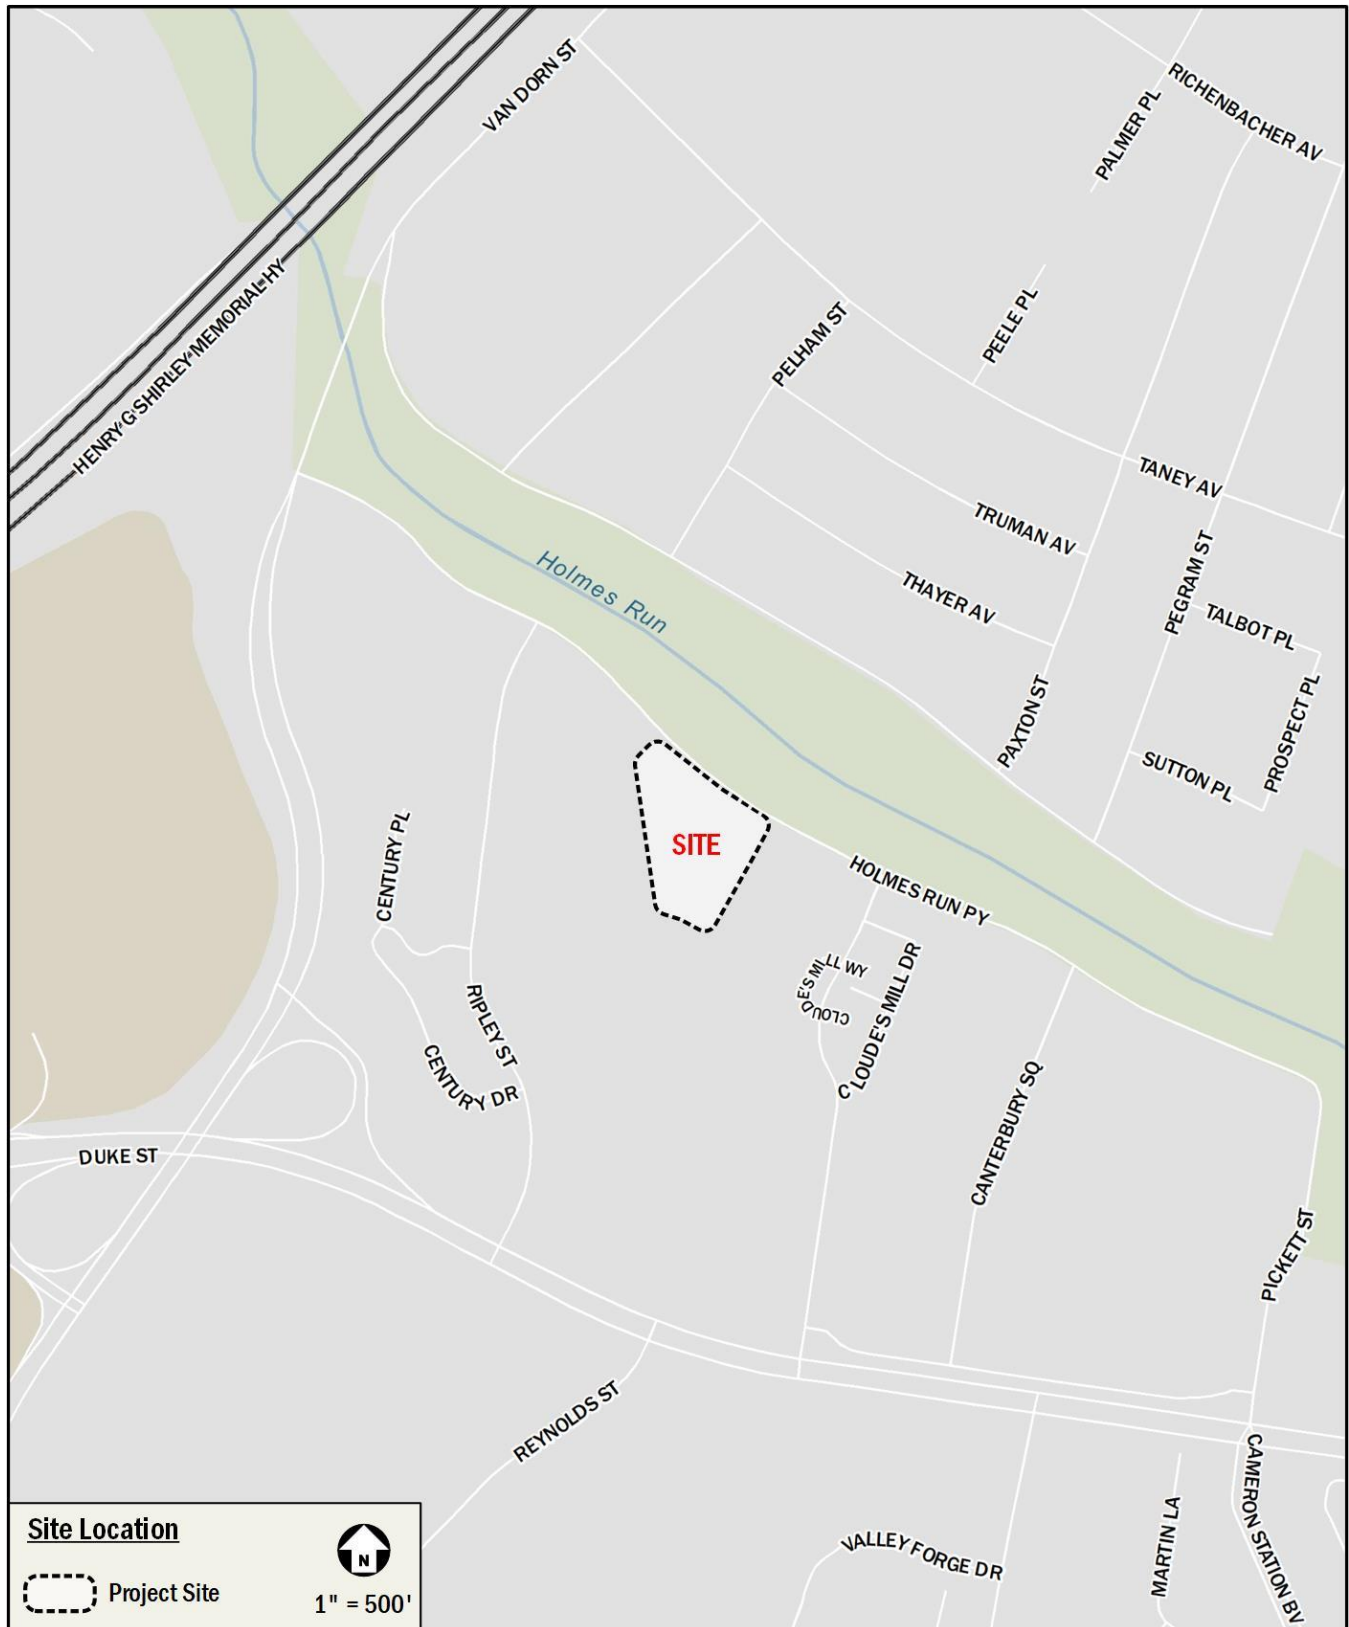 VAN DORN ST
RICHENBACHER AV
PALMER PL
HENRY G SHIRLEY MEMORIAL HY
PEELE PL
PELHAM ST
TANEY AV
TRUMAN AV
Holmes Run
THAYER AV
PEGRAM ST
TALBOT PL
PAXTON ST
PROSPECT PL
SUTTON PL
SITE
CENTURY PL
HOLMES RUN PY
CLOUDE'S MILL WY
CLOUDE'S MILL DR
RIPLEY ST
CENTURY DR
CANTERBURY SQ
DUKE ST
PICKETT ST
REYNOLDS ST
CAMERON STATION BV
MARTIN LA
VALLEY FORGE DR
Site Location
N
Project Site
1" = 500'